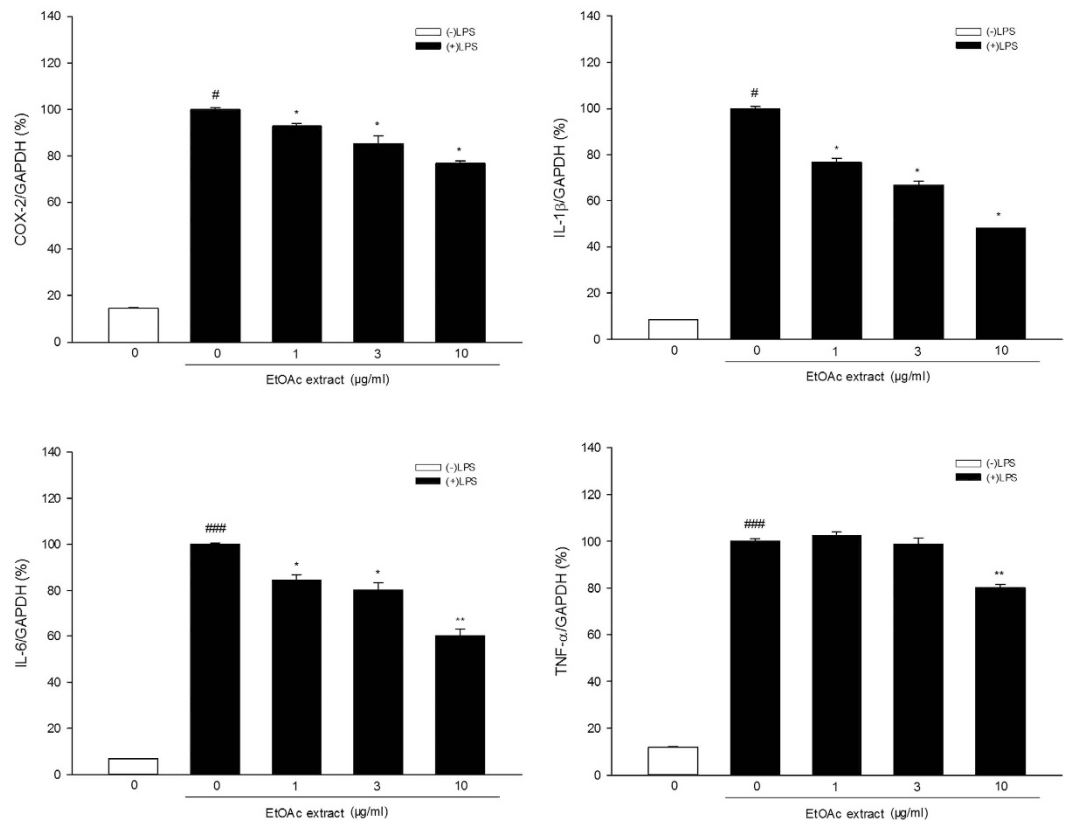 140
120
100
80
60
40
20
0
COX-2/GAPDH (%)
(-)LPS
(+)LPS
#
*
*
*
0 0 1 3 10
EtOAc extract (μg/ml)
140
120
100
80
60
40
20
0
IL-1β/GAPDH (%)
(-)LPS
(+)LPS
#
*
*
*
0 0 1 3 10
EtOAc extract (μg/ml)
140
120
100
80
60
40
20
0
IL-6/GAPDH (%)
(-)LPS
(+)LPS
###
*
*
**
0 0 1 3 10
EtOAc extract (μg/ml)
140
120
100
80
60
40
20
0
TNF-α/GAPDH (%)
(-)LPS
(+)LPS
###
**
0 0 1 3 10
EtOAc extract (μg/ml)